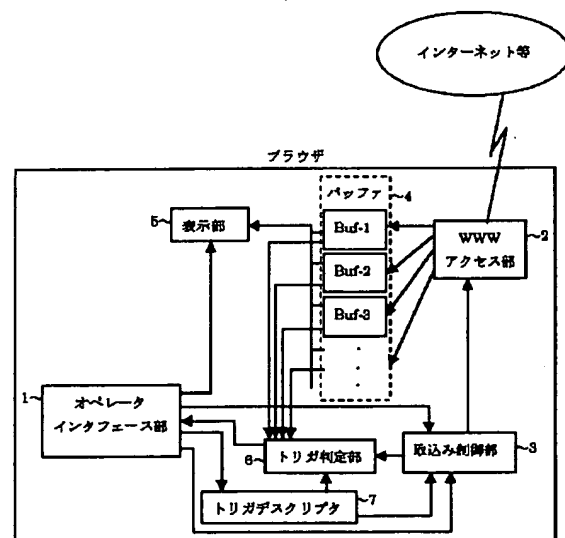 インターネット等
ブラウザ
バッファ
4
5
表示部
Buf-1
WWW
アクセス部
2
Buf-2
Buf-3
1
オペレータ
インタフェース部
6
トリガ判定部
取込み制御部
3
トリガデスクリプタ
7